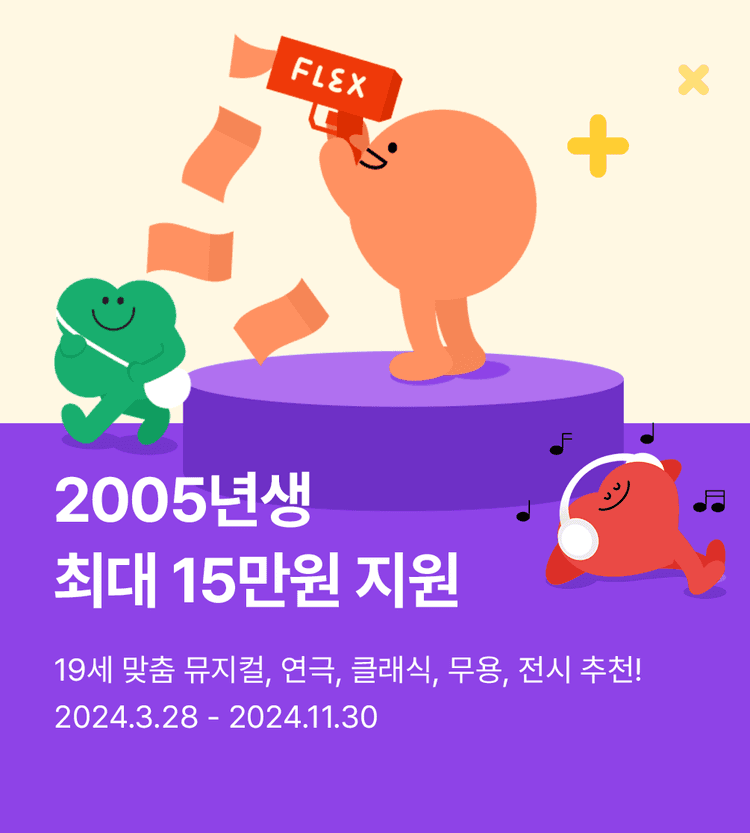 FLEX
2005년생
최대 15만원 지원
19세 맞춤 뮤지컬, 연극, 클래식, 무용, 전시 추천!
2024.3.28 - 2024.11.30